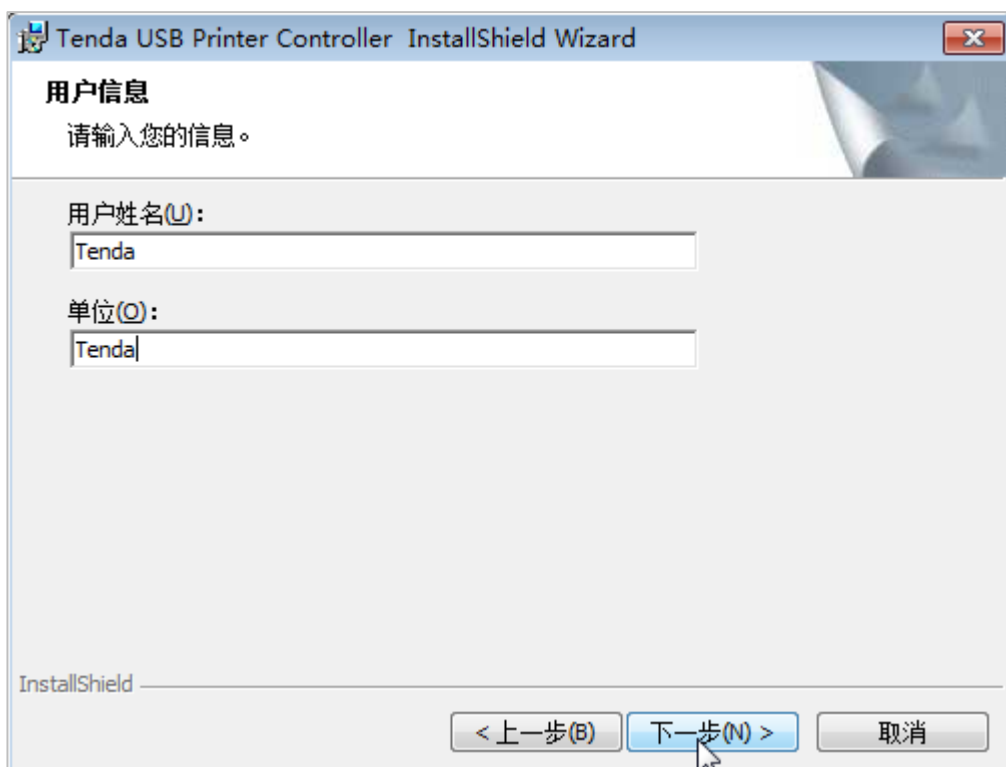 Tenda USB Printer Controller  InstallShield Wizard
用户信息
请输入您的信息。
用户姓名(U):
Tenda
单位(O):
Tenda
InstallShield
< 上一步(B)
下一步(N) >
取消